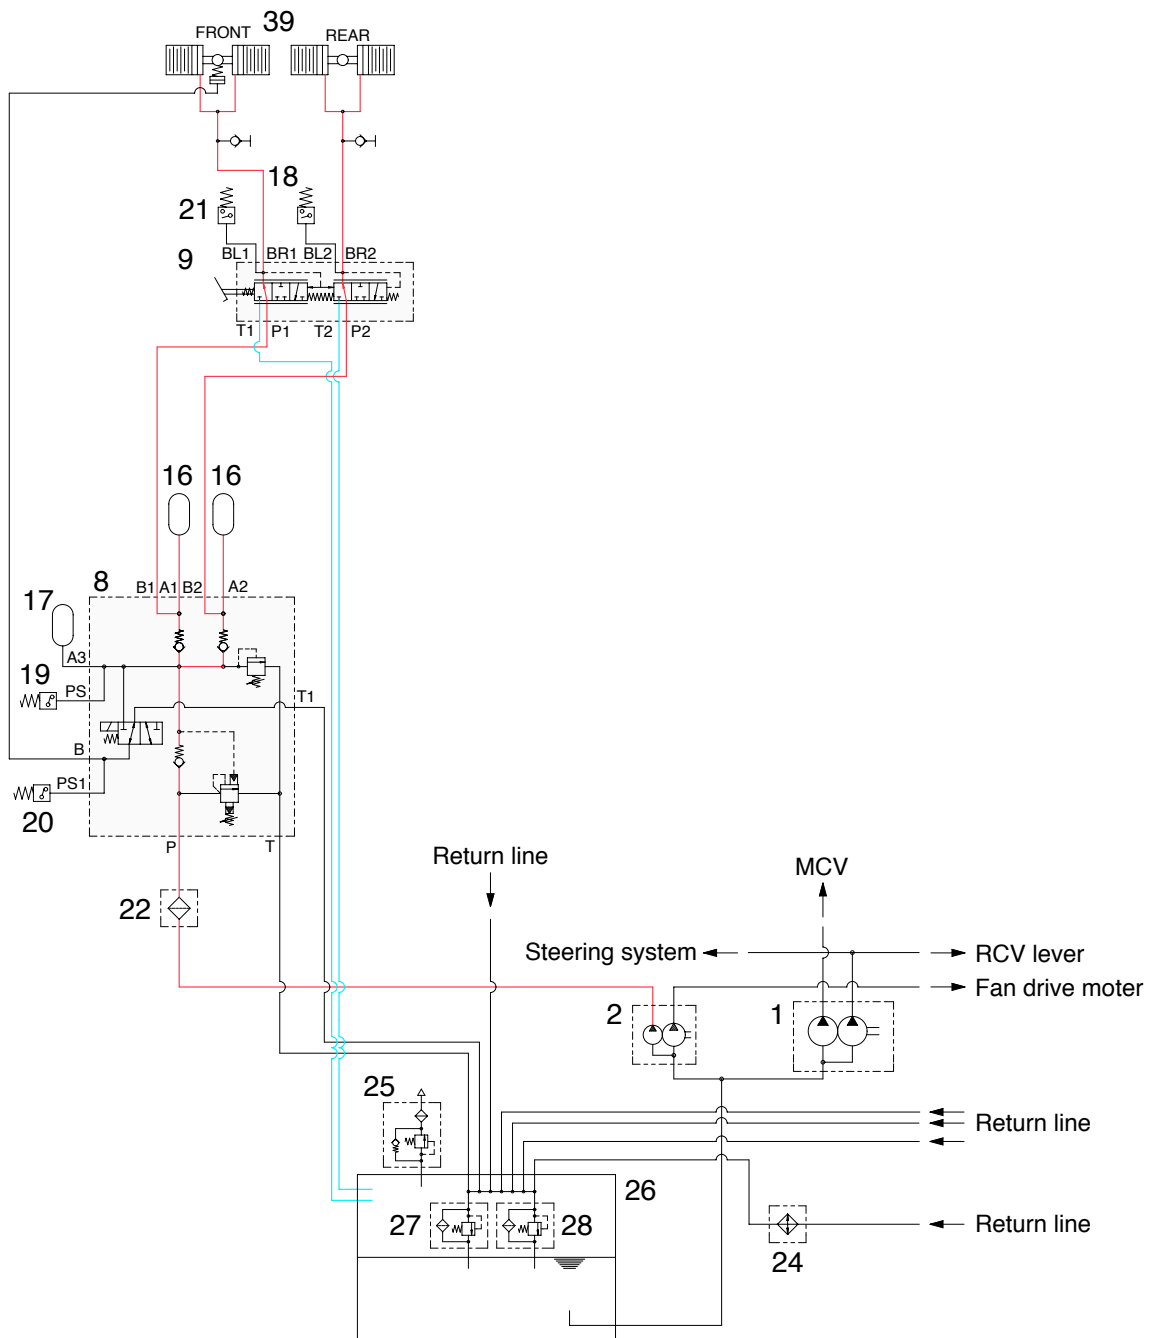 FRONT 39 REAR
18
21
9 BL1 BR1 BL2 BR2
T1 P1 T2 P2
16 16
8 B1 A1 B2 A2
17
A3
19 PS T1
B
PS1
20
P T
Return line MCV
22
Steering system RCV lever
Fan drive moter
2 1
25
Return line
26
27 28 Return line
24